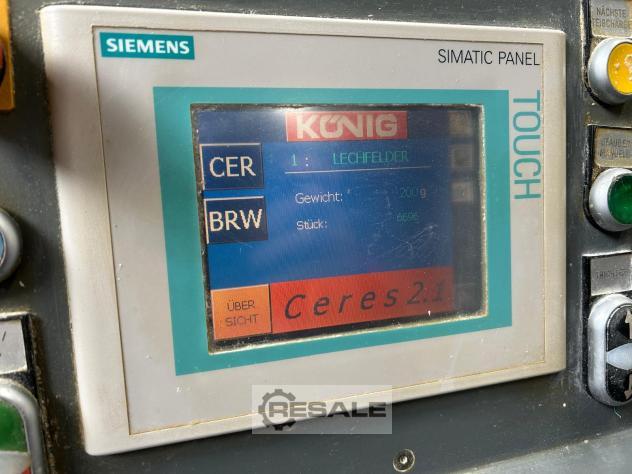 SIEMENS
SIMATIC PANEL
TOUCH
KÖNIG
CER
1 : LECHFELDER
BRW
Gewicht: 200 g
Stück: 6696
ÜBER
SICHT
Ceres 2.1
NÄCHSTE
RESALE